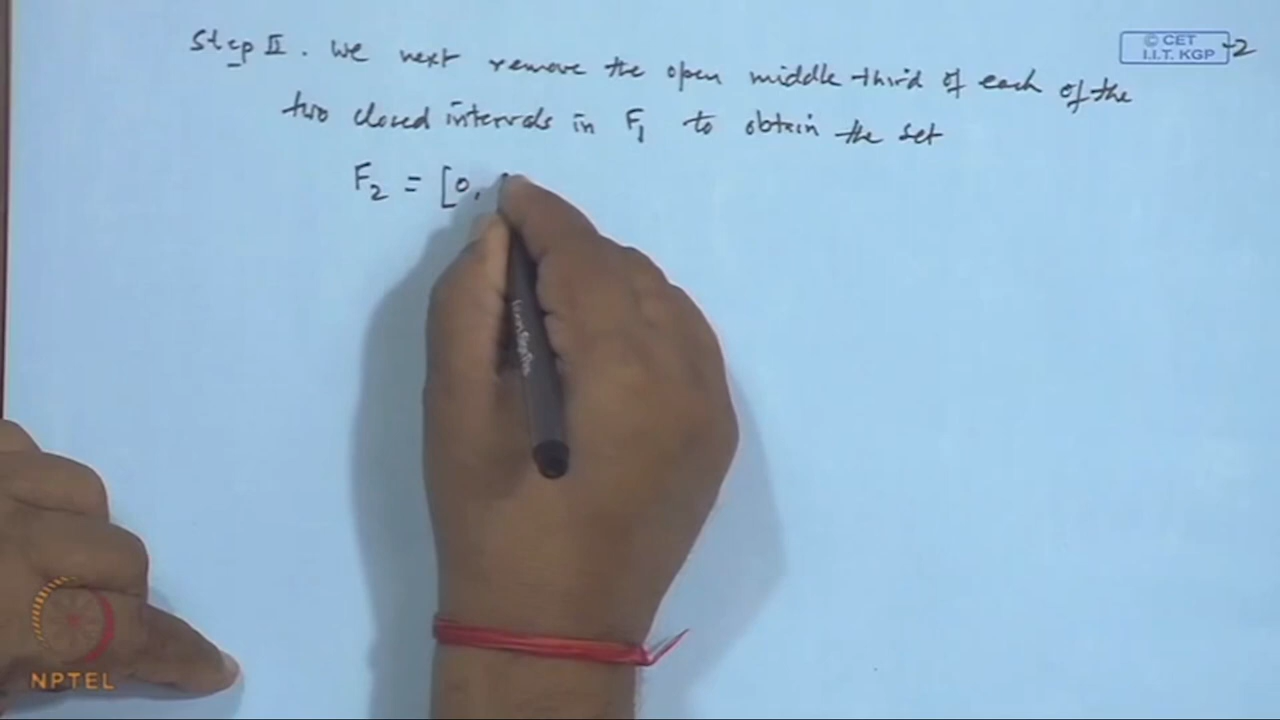 Step II. We next remove the open middle third of each of the
two closed intervals in F₁ to obtain the set
F₂ = [0,
© CET
I.I.T. KGP
-2
NPTEL